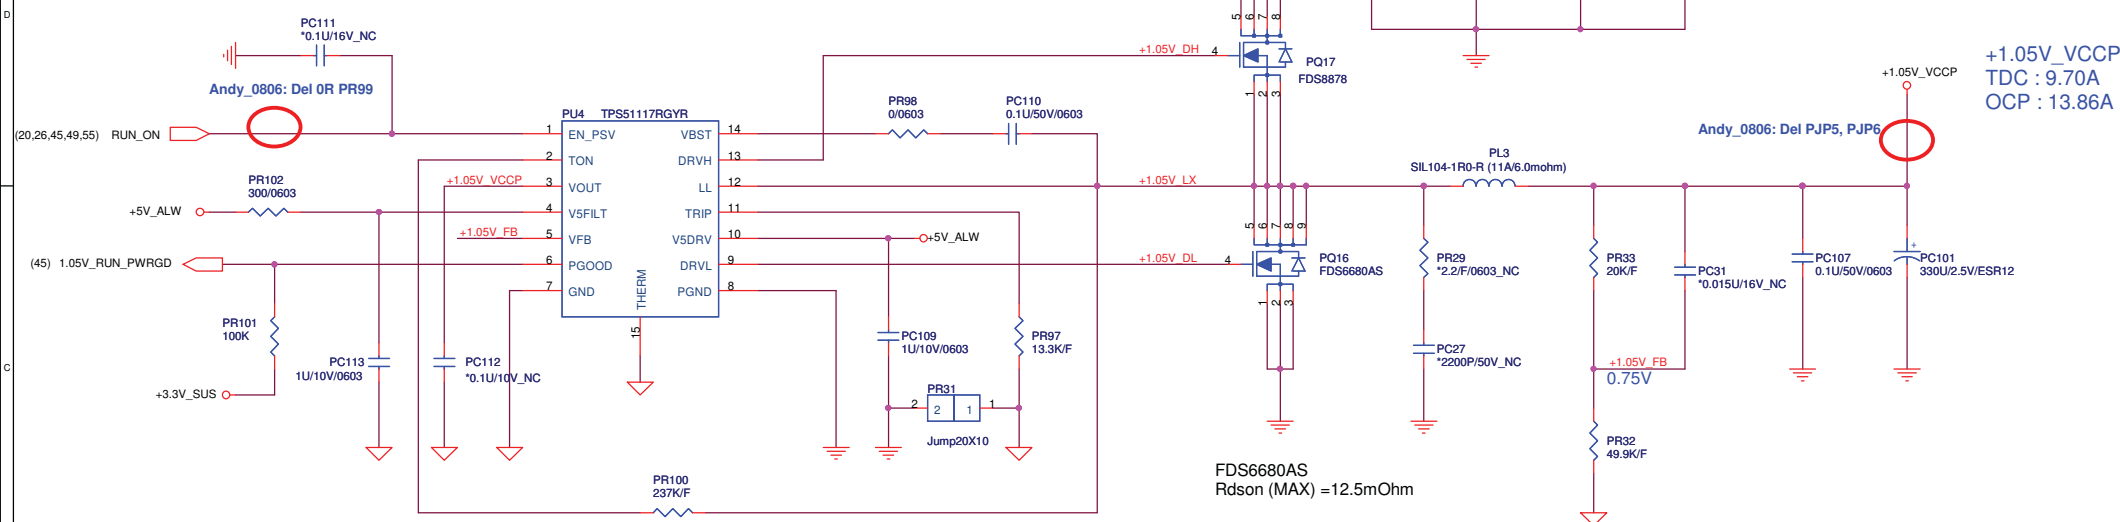 D
PC111
*0.1U/16V_NC
Andy_0806: Del 0R PR99
(20,26,45,49,55) RUN_ON
PR102
300/0603
+5V_ALW
+1.05V_VCCP
+1.05V_FB
(45) 1.05V_RUN_PWRGD
PR101
100K
+3.3V_SUS
PC113
1U/10V/0603
PC112
*0.1U/10V_NC
PU4 TPS51117RGYR
1 EN_PSV VBST 14
2 TON DRVH 13
3 VOUT LL 12
4 V5FILT TRIP 11
5 VFB V5DRV 10
6 PGOOD DRVL 9
7 GND PGND 8
THERM
15
PR98
0/0603
PC110
0.1U/50V/0603
+5V_ALW
PC109
1U/10V/0603
PR97
13.3K/F
PR31
2 2 1 1
Jump20X10
PR100
237K/F
+1.05V_DH 4
5 6 7 8
PQ17
FDS8878
1 2 3
+1.05V_LX
5 6 7 8 9
+1.05V_DL 4
PQ16
FDS6680AS
1 2 3
FDS6680AS
Rdson (MAX) =12.5mOhm
PL3
SIL104-1R0-R (11A/6.0mohm)
PR29
*2.2/F/0603_NC
PC27
*2200P/50V_NC
PR33
20K/F
PC31
*0.015U/16V_NC
+1.05V_FB
0.75V
PR32
49.9K/F
PC107
0.1U/50V/0603
+
PC101
330U/2.5V/ESR12
+1.05V_VCCP
Andy_0806: Del PJP5, PJP6
+1.05V_VCCP
TDC : 9.70A
OCP : 13.86A
C